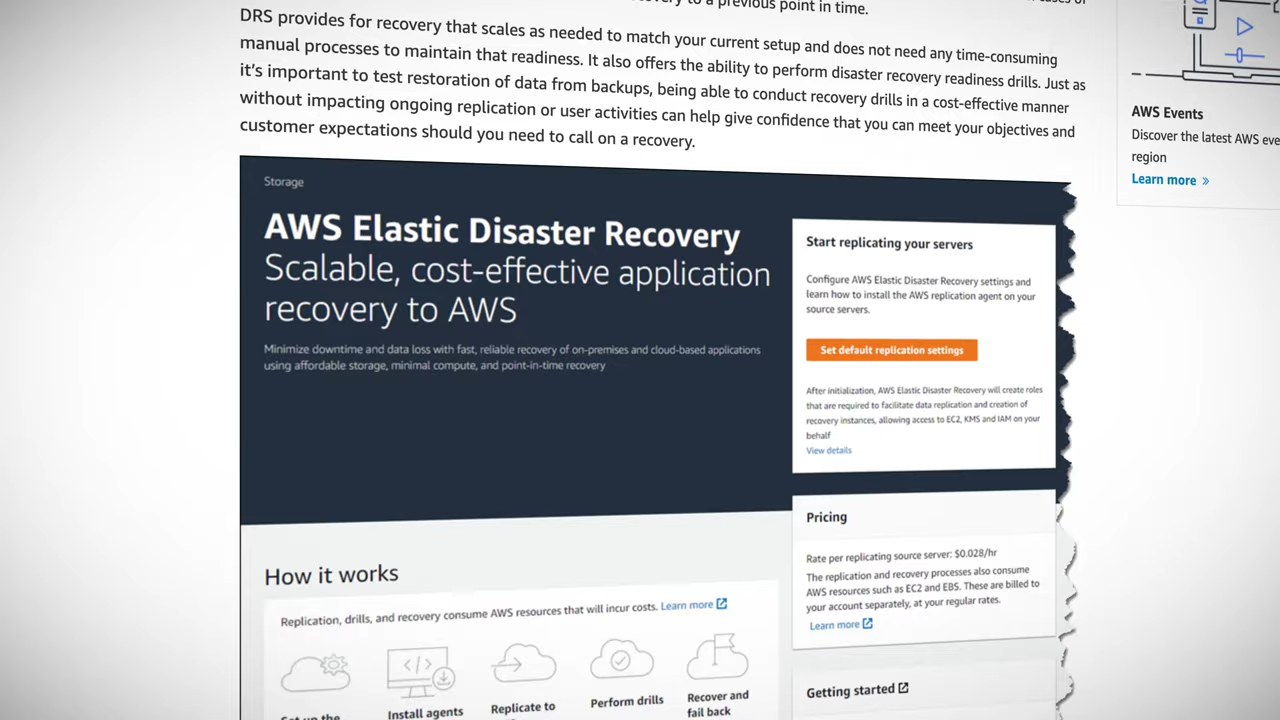 to a previous point in time.
DRS provides for recovery that scales as needed to match your current setup and does not need any time-consuming
manual processes to maintain that readiness. It also offers the ability to perform disaster recovery readiness drills. Just as
it's important to test restoration of data from backups, being able to conduct recovery drills in a cost-effective manner
without impacting ongoing replication or user activities can help give confidence that you can meet your objectives and
customer expectations should you need to call on a recovery.
AWS Events
Discover the latest AWS
region
Learn more »
Storage
AWS Elastic Disaster Recovery
Scalable, cost-effective application
recovery to AWS
Minimize downtime and data loss with fast, reliable recovery of on-premises and cloud-based applications
using affordable storage, minimal compute, and point-in-time recovery
Start replicating your servers
Configure AWS Elastic Disaster Recovery settings and
learn how to install the AWS replication agent on your
source servers.
Set default replication settings
After initialization, AWS Elastic Disaster Recovery will create roles
that are required to facilitate data replication and creation of
recovery instances, allowing access to EC2, KMS and IAM on your
behalf
View details
Pricing
Rate per replicating source server: $0.028/hr
The replication and recovery processes also consume
AWS resources such as EC2 and EBS. These are billed to
your account separately, at your regular rates.
Learn more
Getting started
How it works
Replication, drills, and recovery consume AWS resources that will incur costs. Learn more
</> 
Set up the
Install agents
Replicate to
Perform drills
Recover and
fail back